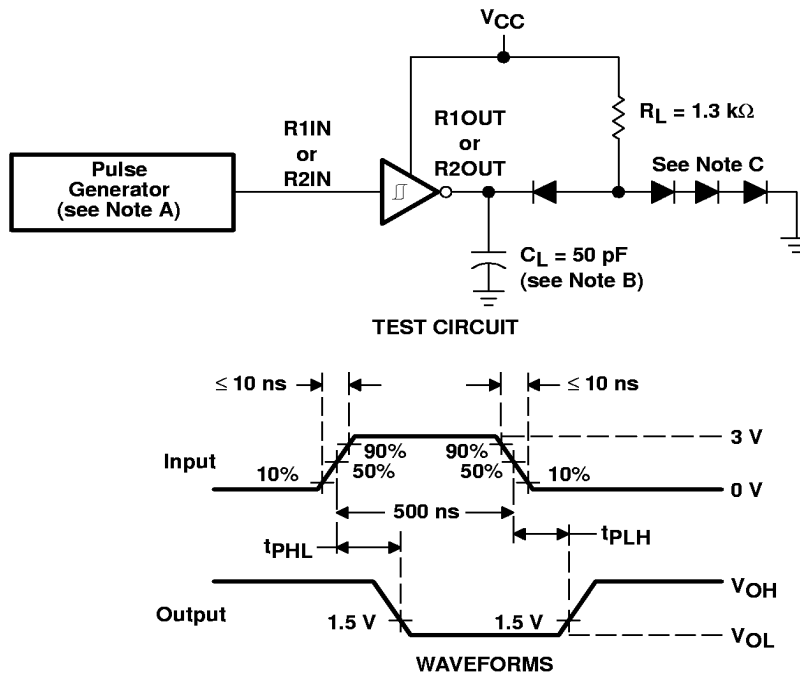 VCC
R1IN
or
R2IN
R1OUT
or
R2OUT
RL = 1.3 kΩ
Pulse
Generator
(see Note A)
See Note C
CL = 50 pF
(see Note B)
TEST CIRCUIT
≤ 10 ns
≤ 10 ns
Input
10%
90%
50%
90%
50%
10%
3 V
0 V
500 ns
tPHL
tPLH
Output
1.5 V
1.5 V
VOH
VOL
WAVEFORMS